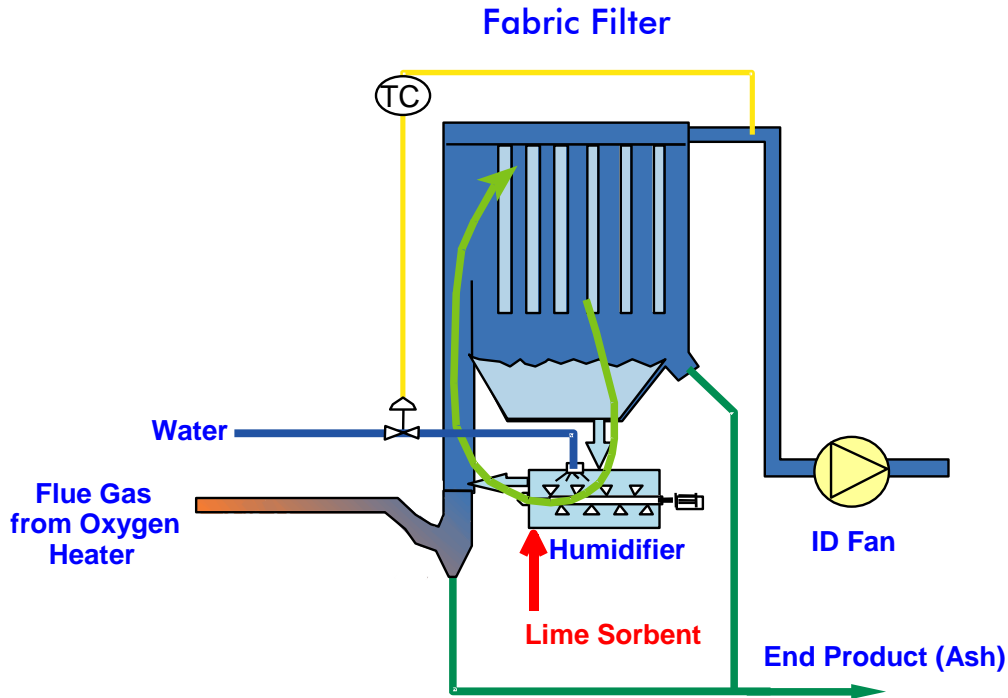 Fabric Filter
TC
Water
Flue Gas
from Oxygen
Heater
Humidifier
ID Fan
Lime Sorbent
End Product (Ash)